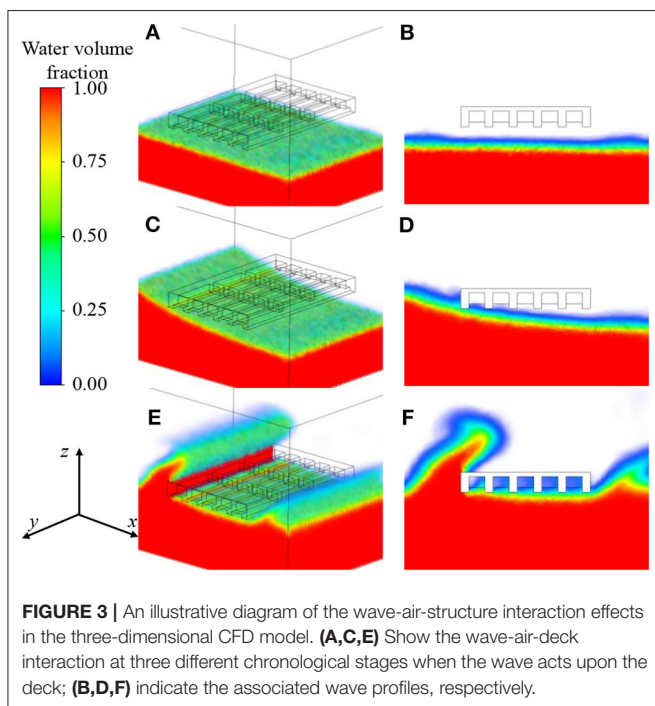 Water volume
fraction
1.00
0.75
0.50
0.25
0.00
A
B
C
D
E
F
z
y
x
FIGURE 3 | An illustrative diagram of the wave-air-structure interaction effects
in the three-dimensional CFD model. (A,C,E) Show the wave-air-deck
interaction at three different chronological stages when the wave acts upon the
deck; (B,D,F) indicate the associated wave profiles, respectively.